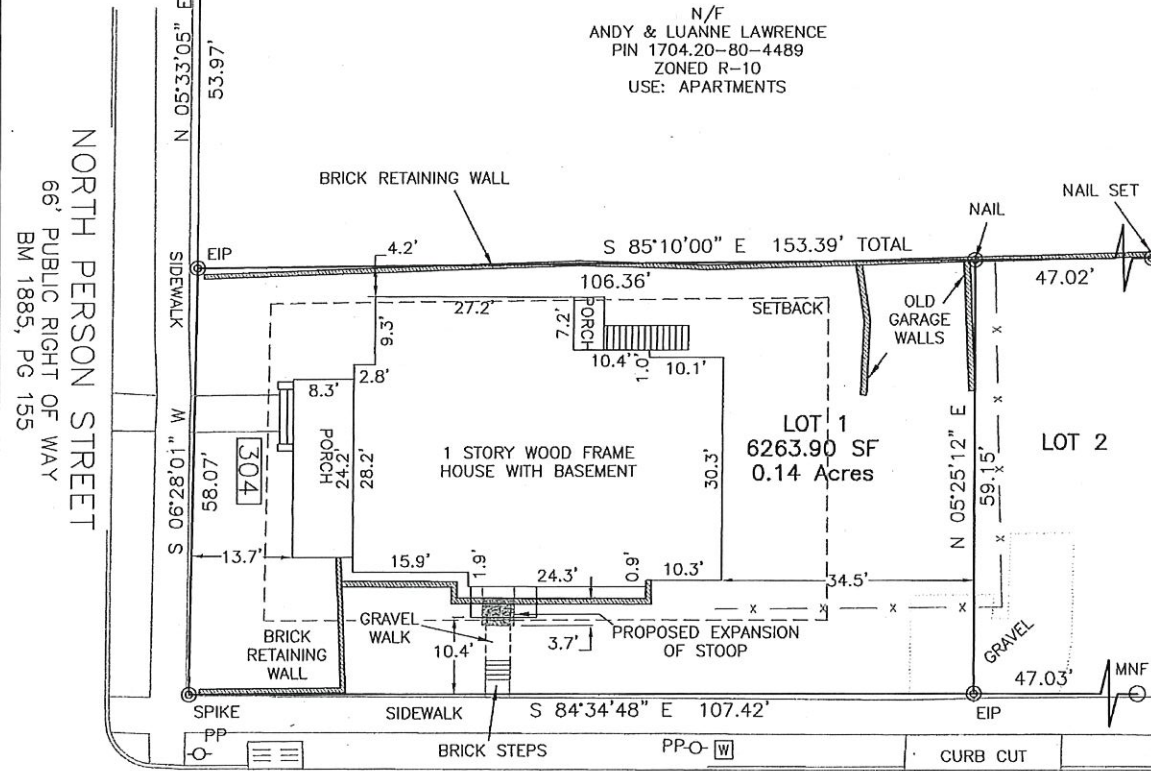 N/F
ANDY & LUANNE LAWRENCE
PIN 1704.20-80-4489
ZONED R-10
USE: APARTMENTS
N 05°33'05" E
53.97'
NORTH PERSON STREET
66' PUBLIC RIGHT OF WAY
BM 1885, PG 155
BRICK RETAINING WALL
NAIL SET
NAIL
EIP
4.2'
S 85°10'00" E 153.39' TOTAL
106.36'
47.02'
SIDEWALK
27.2'
PORCH
7.2'
SETBACK
OLD
GARAGE
WALLS
9.3'
10.4'
1.0'
10.1'
2.8'
8.3'
PORCH
24.2'
28.2'
1 STORY WOOD FRAME
HOUSE WITH BASEMENT
30.3'
LOT 1
6263.90 SF
0.14 Acres
N 05°25'12" E
59.15'
LOT 2
X
X
X
X
304
S 06°28'01" W
58.07'
13.7'
15.9'
1.9'
24.3'
0.9'
10.3'
34.5'
X X X X
GRAVEL
WALK
10.4'
3.7'
PROPOSED EXPANSION
OF STOOP
BRICK
RETAINING
WALL
GRAVEL
47.03'
MNF
SPIKE
SIDEWALK
S 84°34'48" E 107.42'
EIP
PP
BRICK STEPS
PP
W
CURB CUT